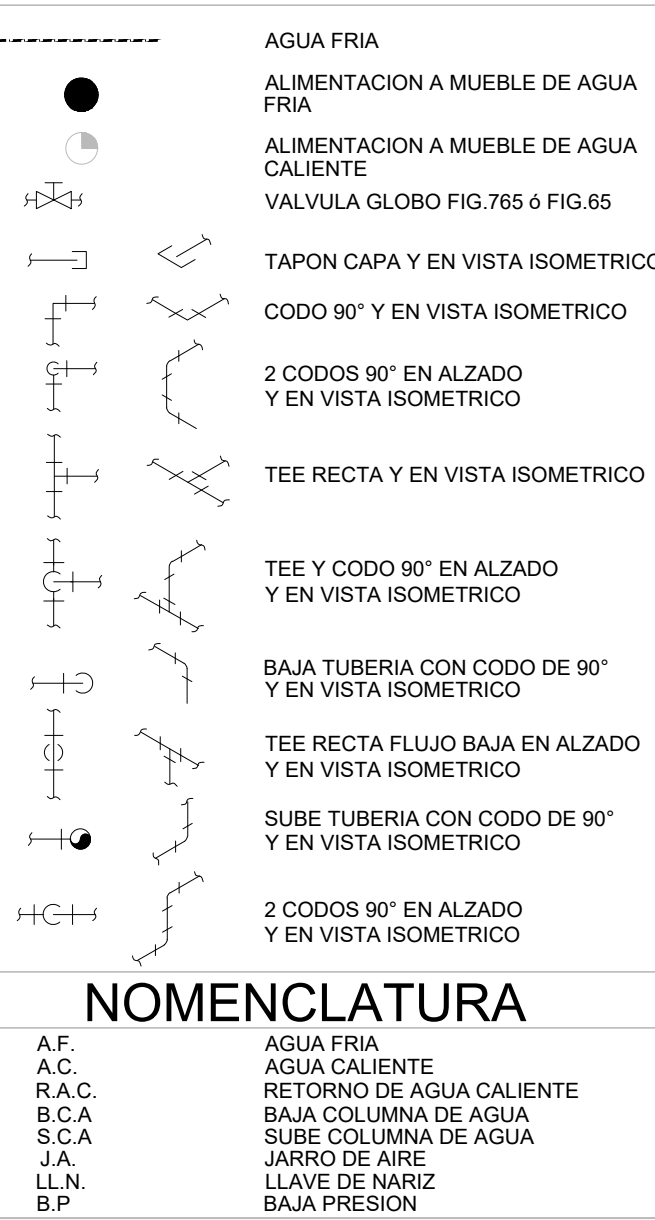 AGUA FRIA
ALIMENTACION A MUEBLE DE AGUA
FRIA
ALIMENTACION A MUEBLE DE AGUA
CALIENTE
VALVULA GLOBO FIG.765 ó FIG.65
TAPON CAPA Y EN VISTA ISOMETRICO
CODO 90° Y EN VISTA ISOMETRICO
2 CODOS 90° EN ALZADO
Y EN VISTA ISOMETRICO
TEE RECTA Y EN VISTA ISOMETRICO
TEE Y CODO 90° EN ALZADO
Y EN VISTA ISOMETRICO
BAJA TUBERIA CON CODO DE 90°
Y EN VISTA ISOMETRICO
TEE RECTA FLUJO BAJA EN ALZADO
Y EN VISTA ISOMETRICO
SUBE TUBERIA CON CODO DE 90°
Y EN VISTA ISOMETRICO
2 CODOS 90° EN ALZADO
Y EN VISTA ISOMETRICO
NOMENCLATURA
A.F. AGUA FRIA
A.C. AGUA CALIENTE
R.A.C. RETORNO DE AGUA CALIENTE
B.C.A BAJA COLUMNA DE AGUA
S.C.A SUBE COLUMNA DE AGUA
J.A. JARRO DE AIRE
LL.N. LLAVE DE NARIZ
B.P BAJA PRESION